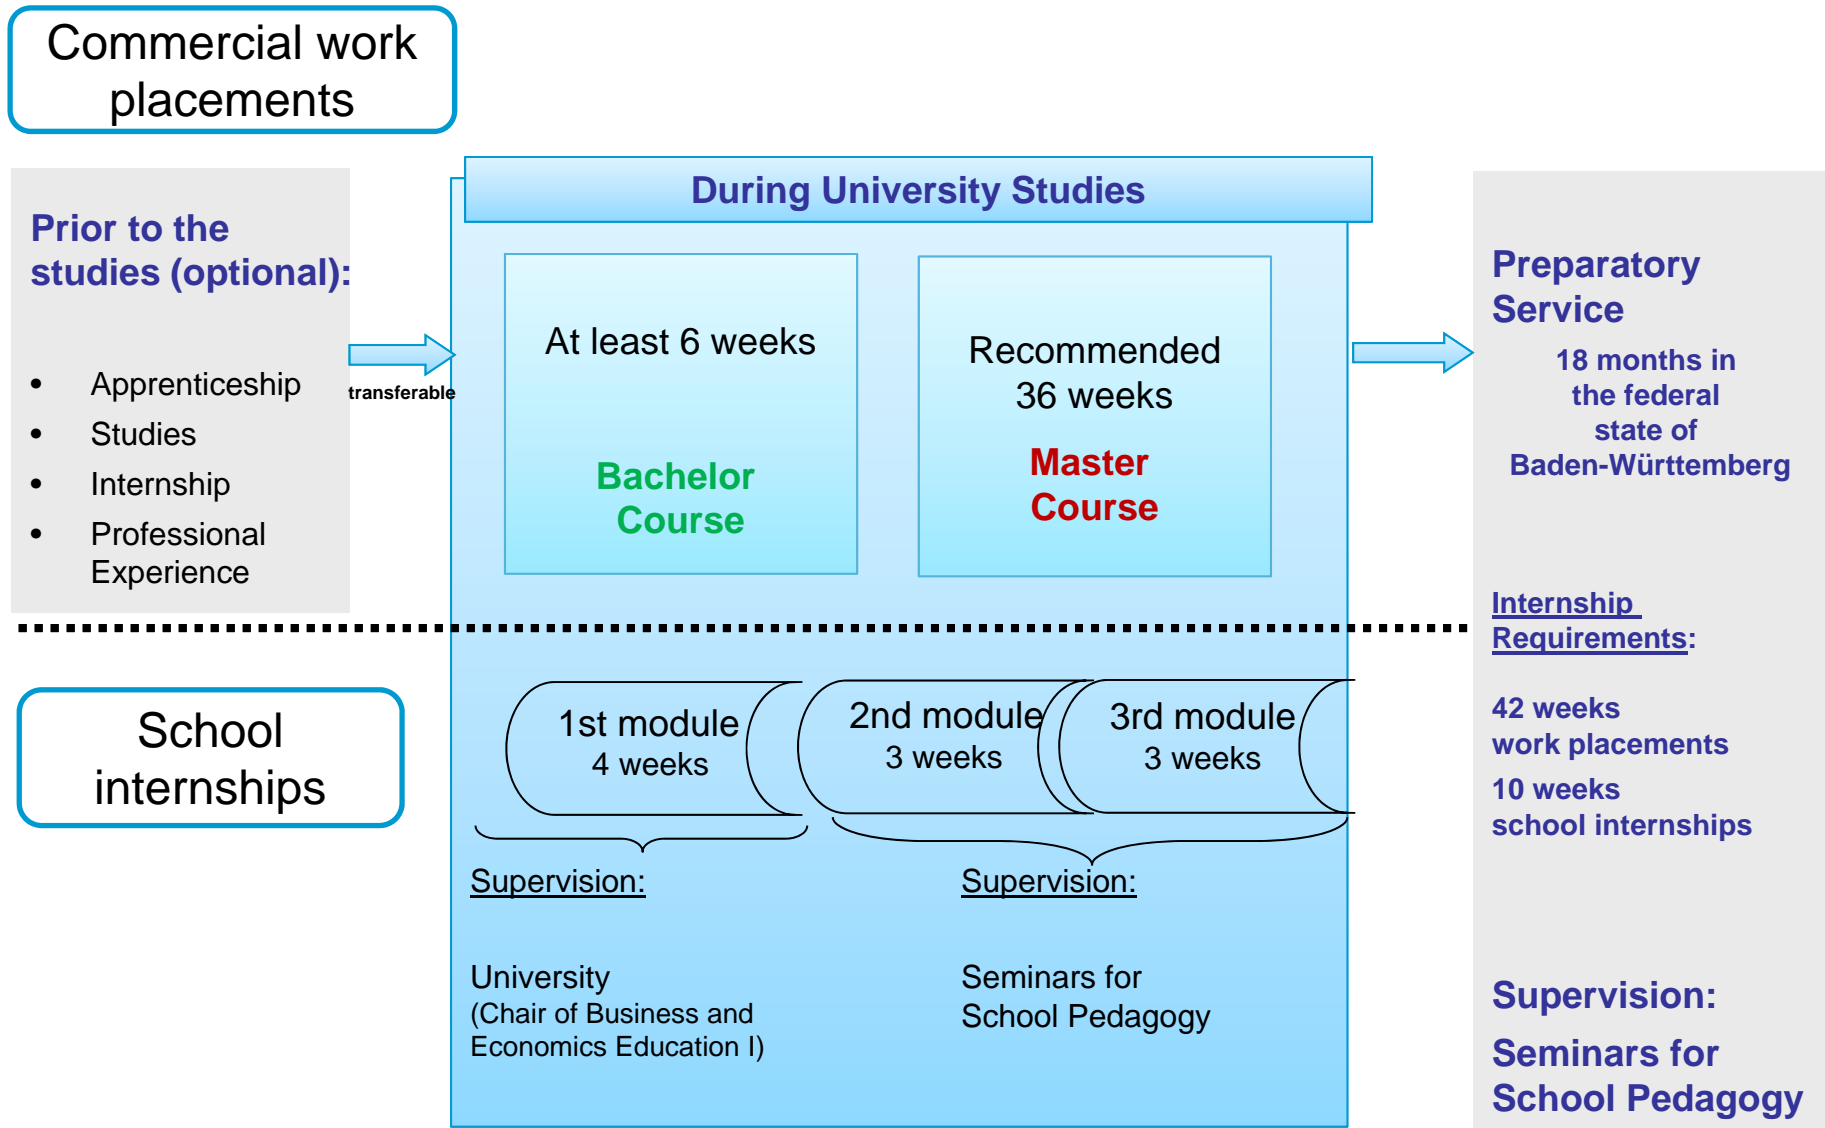 Commercial work
placements
Prior to the
studies (optional):
• Apprenticeship
• Studies
• Internship
• Professional
Experience
transferable
During University Studies
At least 6 weeks
Bachelor
Course
Recommended
36 weeks
Master
Course
Preparatory
Service
18 months in
the federal
state of
Baden-Württemberg
Internship
Requirements:
42 weeks
work placements
10 weeks
school internships
Supervision:
Seminars for
School Pedagogy
School
internships
1st module
4 weeks
2nd module
3 weeks
3rd module
3 weeks
Supervision:
University
(Chair of Business and
Economics Education I)
Supervision:
Seminars for
School Pedagogy